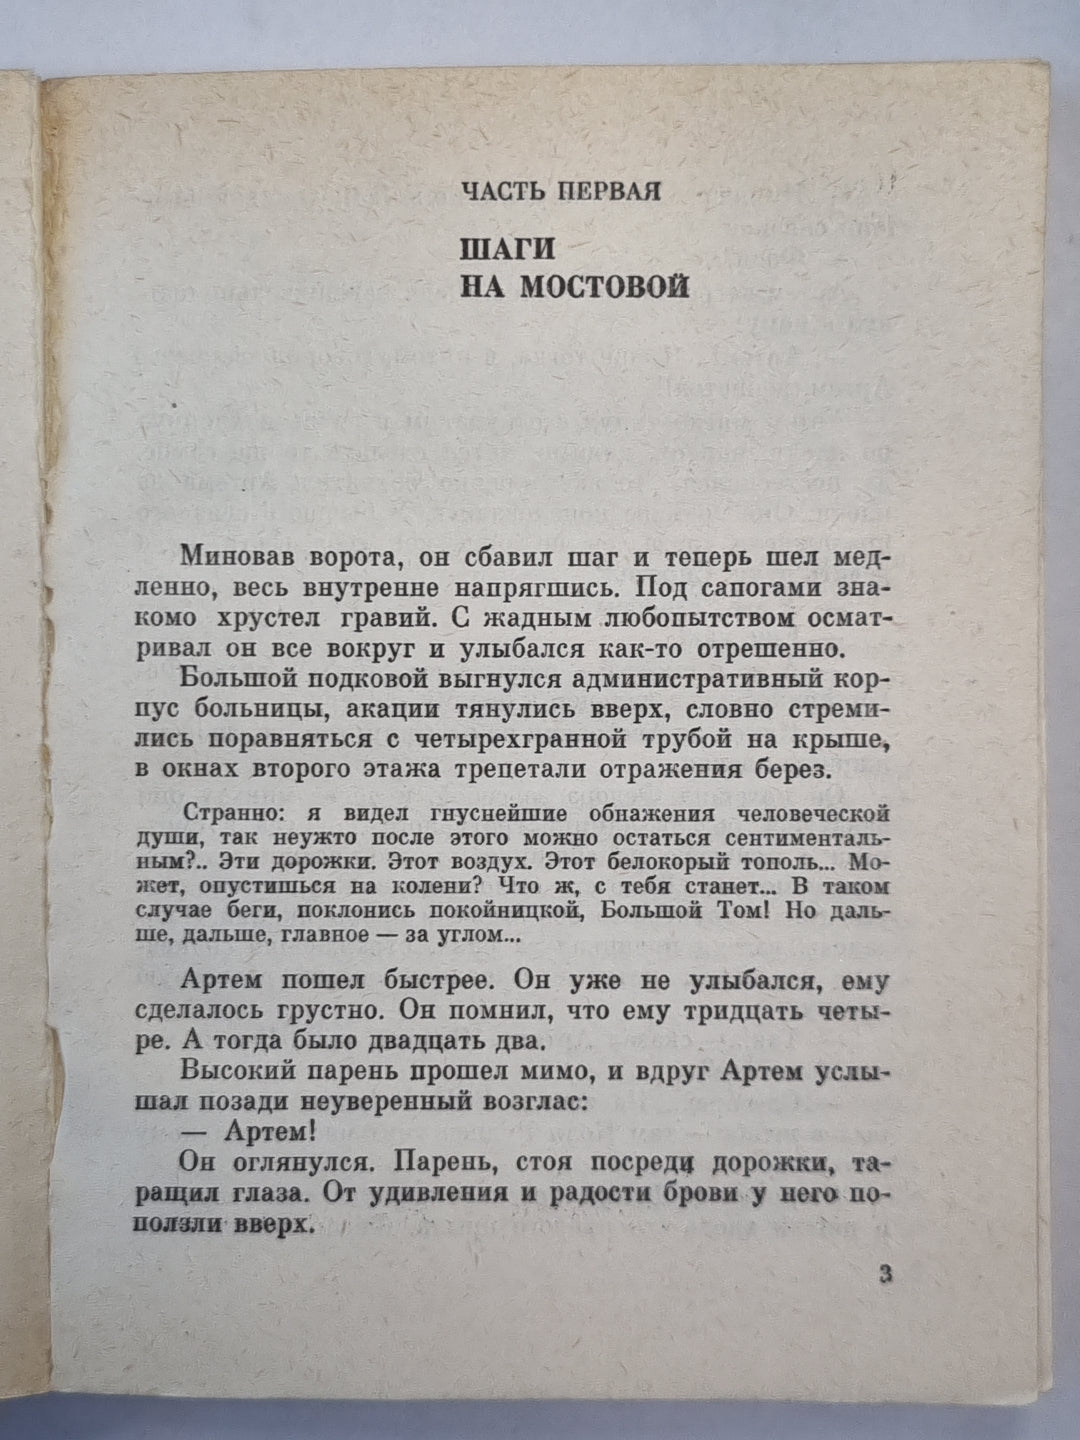 ЧАСТЬ ПЕРВАЯ
ШАГИ
НА МОСТОВОЙ
Миновав ворота, он сбавил шаг и теперь шел мед-
ленно, весь внутренне напрягшись. Под сапогами зна-
комо хрустел гравий. С жадным любопытством осмат-
ривал он все вокруг и улыбался как-то отрешенно.
Большой подковой выгнулся административный кор-
пус больницы, акации тянулись вверх, словно стреми-
лись поравняться с четырехгранной трубой на крыше,
в окнах второго этажа трепетали отражения берез.
Странно: я видел гнуснейшие обнажения человеческой
души, так неужто после этого можно остаться сентименталь-
ным?.. Эти дорожки. Этот воздух. Этот белокорый тополь... Мо-
жет, опустишься на колени? Что ж, с тебя станет... В таком
случае беги, поклонись покойницкой, Большой Том! Но даль-
ше, дальше, главное — за углом...
Артем пошел быстрее. Он уже не улыбался, ему
сделалось грустно. Он помнил, что ему тридцать четы-
ре. А тогда было двадцать два.
Высокий парень прошел мимо, и вдруг Артем услы-
шал позади неуверенный возглас:
— Артем!
Он оглянулся. Парень, стоя посреди дорожки, та-
ращил глаза. От удивления и радости брови у него по-
ползли вверх.
3